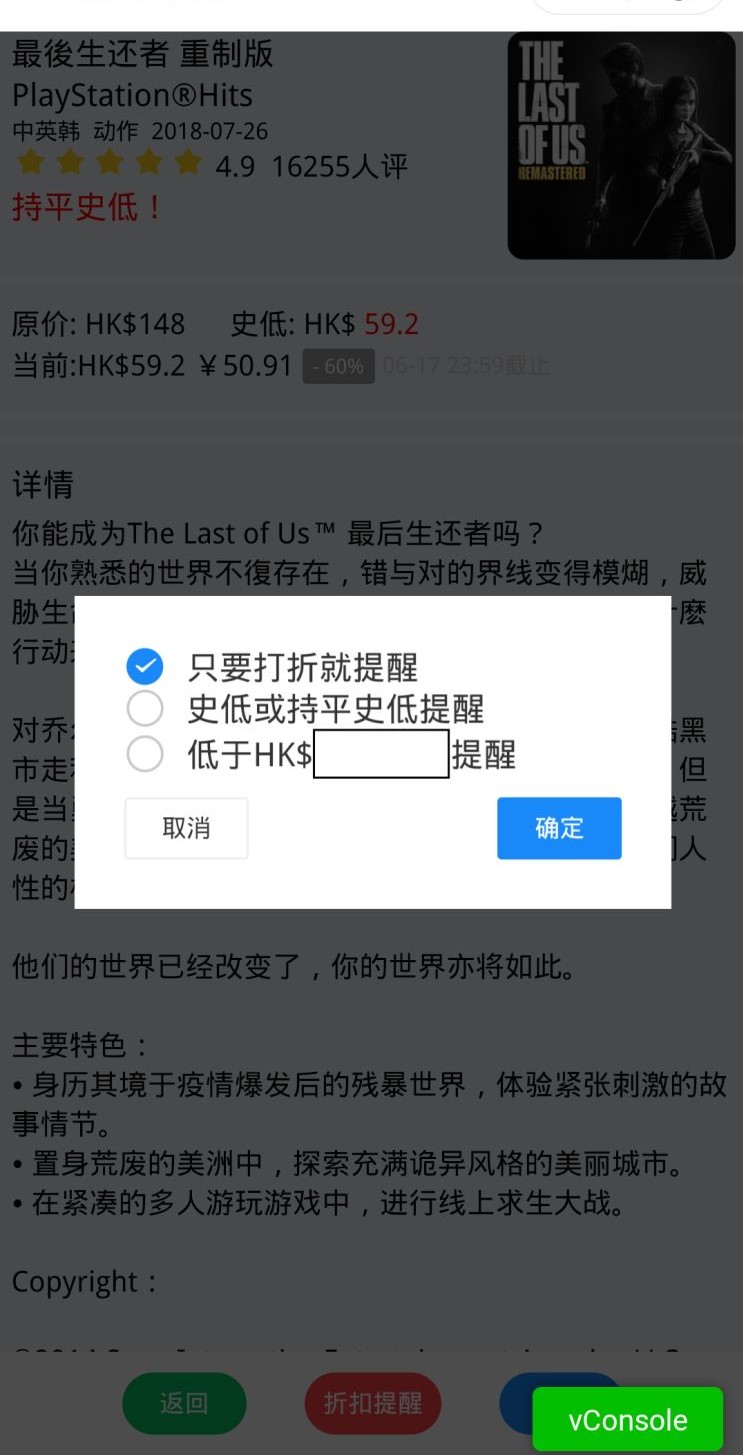 最後生还者 重制版
PlayStation®Hits
中英韩 动作 2018-07-26
4.9 16255人评
持平史低！
THE
LAST
OF US
REMASTERED
原价: HK$148 史低: HK$ 59.2
当前:HK$59.2 ￥50.91 - 60% 06-17 23:59截止
详情
你能成为The Last of Us™ 最后生还者吗？
当你熟悉的世界不復存在，错与对的界线变得模煳，威
胁生
麽
行动
只要打折就提醒
史低或持平史低提醒
低于HK$ 提醒
取消 确定
对乔
黑
市走
但
是当
荒
废的
人
性的
他们的世界已经改变了，你的世界亦将如此。
主要特色：
• 身历其境于疫情爆发后的残暴世界，体验紧张刺激的故
事情节。
• 置身荒废的美洲中，探索充满诡异风格的美丽城市。
• 在紧凑的多人游玩游戏中，进行线上求生大战。
Copyright：
返回 折扣提醒
vConsole